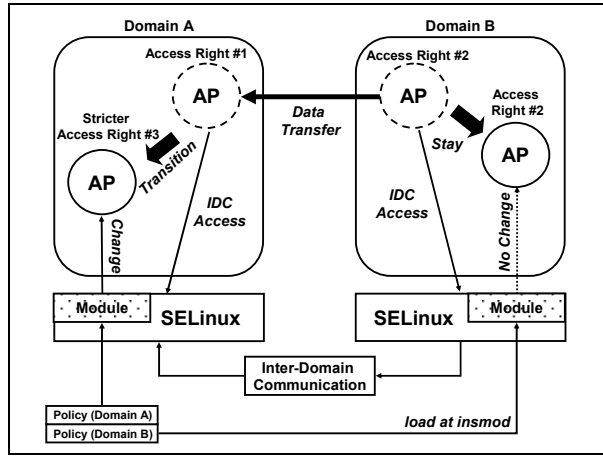 Domain A
Domain B
Access Right #1
Access Right #2
AP
AP
Access
Right #2
Data
Transfer
Stricter
Access Right #3
Transition
Stay
AP
AP
IDC
Access
IDC
Access
Change
No Change
Module
SELinux
SELinux
Module
Inter-Domain
Communication
Policy (Domain A)
Policy (Domain B)
load at insmod